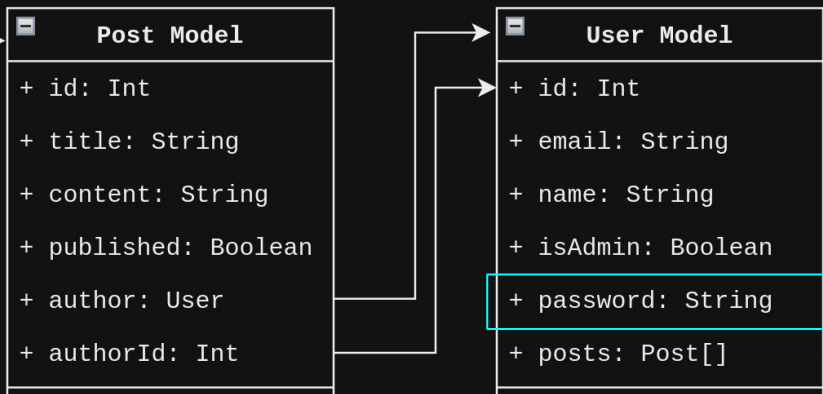 Post Model
+ id: Int
+ title: String
+ content: String
+ published: Boolean
+ author: User
+ authorId: Int
User Model
+ id: Int
+ email: String
+ name: String
+ isAdmin: Boolean
+ password: String
+ posts: Post[]